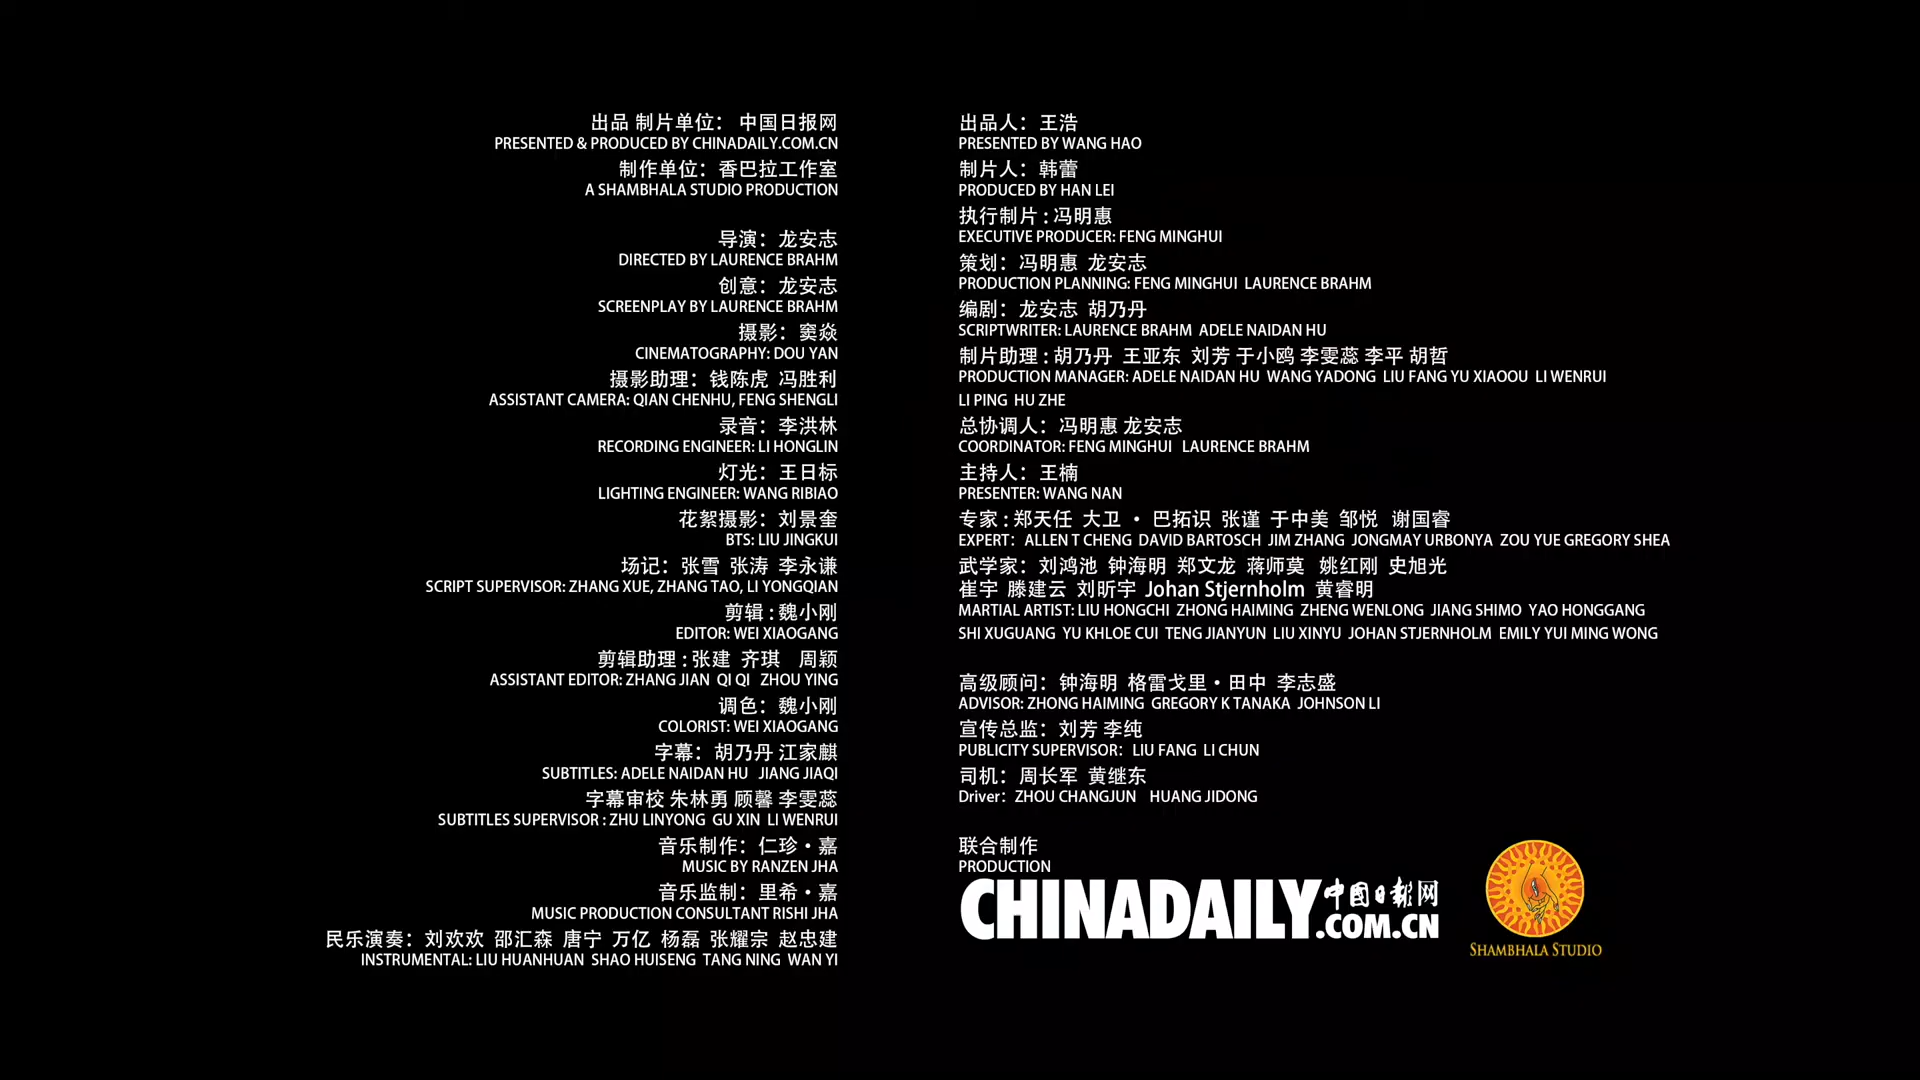 出品 制片单位： 中国日报网
PRESENTED & PRODUCED BY CHINADAILY.COM.CN
制作单位：香巴拉工作室
A SHAMBHALA STUDIO PRODUCTION
导演：龙安志
DIRECTED BY LAURENCE BRAHM
创意：龙安志
SCREENPLAY BY LAURENCE BRAHM
摄影：窦焱
CINEMATOGRAPHY: DOU YAN
摄影助理：钱陈虎 冯胜利
ASSISTANT CAMERA: QIAN CHENHU, FENG SHENGLI
录音：李洪林
RECORDING ENGINEER: LI HONGLIN
灯光：王日标
LIGHTING ENGINEER: WANG RIBIAO
花絮摄影：刘景奎
BTS: LIU JINGKUI
场记：张雪 张涛 李永谦
SCRIPT SUPERVISOR: ZHANG XUE, ZHANG TAO, LI YONGQIAN
剪辑 : 魏小刚
EDITOR: WEI XIAOGANG
剪辑助理 : 张建 齐琪 周颖
ASSISTANT EDITOR: ZHANG JIAN QI QI ZHOU YING
调色：魏小刚
COLORIST: WEI XIAOGANG
字幕：胡乃丹 江家麒
SUBTITLES: ADELE NAIDAN HU JIANG JIAQI
字幕审校 朱林勇 顾馨 李雯蕊
SUBTITLES SUPERVISOR : ZHU LINYONG GU XIN LI WENRUI
音乐制作：仁珍·嘉
MUSIC BY RANZEN JHA
音乐监制：里希·嘉
MUSIC PRODUCTION CONSULTANT RISHI JHA
民乐演奏：刘欢欢 邵汇森 唐宁 万亿 杨磊 张耀宗 赵忠建
INSTRUMENTAL: LIU HUANHUAN SHAO HUISENG TANG NING WAN YI
出品人：王浩
PRESENTED BY WANG HAO
制片人：韩蕾
PRODUCED BY HAN LEI
执行制片 : 冯明惠
EXECUTIVE PRODUCER: FENG MINGHUI
策划：冯明惠 龙安志
PRODUCTION PLANNING: FENG MINGHUI LAURENCE BRAHM
编剧：龙安志 胡乃丹
SCRIPTWRITER: LAURENCE BRAHM ADELE NAIDAN HU
制片助理 : 胡乃丹 王亚东 刘芳 于小鸥 李雯蕊 李平 胡哲
PRODUCTION MANAGER: ADELE NAIDAN HU WANG YADONG LIU FANG YU XIAOOU LI WENRUI
LI PING HU ZHE
总协调人：冯明惠 龙安志
COORDINATOR: FENG MINGHUI LAURENCE BRAHM
主持人：王楠
PRESENTER: WANG NAN
专家 : 郑天任 大卫 · 巴拓识 张谨 于中美 邹悦 谢国睿
EXPERT： ALLEN T CHENG DAVID BARTOSCH JIM ZHANG JONGMAY URBONYA ZOU YUE GREGORY SHEA
武学家：刘鸿池 钟海明 郑文龙 蒋师莫 姚红刚 史旭光
崔宇 滕建云 刘昕宇 Johan Stjernholm 黄睿明
MARTIAL ARTIST: LIU HONGCHI ZHONG HAIMING ZHENG WENLONG JIANG SHIMO YAO HONGGANG
SHI XUGUANG YU KHLOE CUI TENG JIANYUN LIU XINYU JOHAN STJERNHOLM EMILY YUI MING WONG
高级顾问：钟海明 格雷戈里·田中 李志盛
ADVISOR: ZHONG HAIMING GREGORY K TANAKA JOHNSON LI
宣传总监：刘芳 李纯
PUBLICITY SUPERVISOR： LIU FANG LI CHUN
司机：周长军 黄继东
Driver： ZHOU CHANGJUN HUANG JIDONG
联合制作
PRODUCTION
CHINADAILY 中国日报网
.COM.CN
SHAMBHALA STUDIO